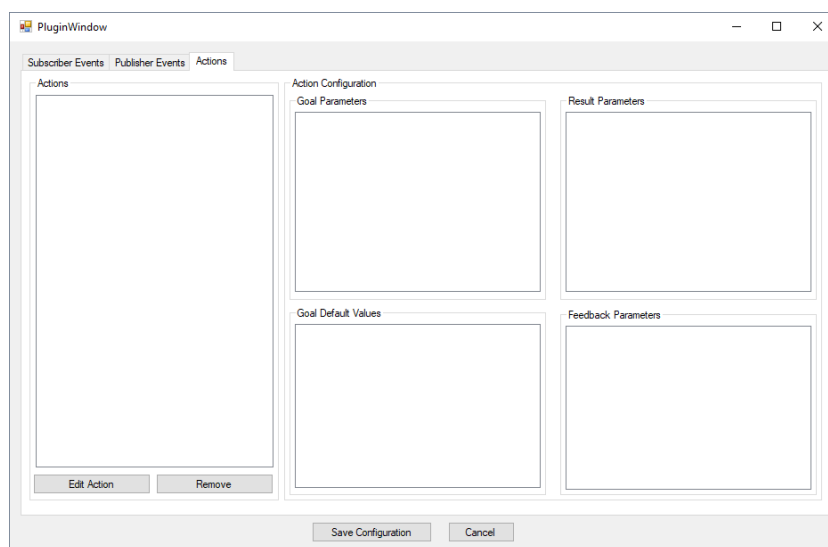 PluginWindow
Subscriber Events Publisher Events Actions
Actions
Action Configuration
Goal Parameters
Result Parameters
Goal Default Values
Feedback Parameters
Edit Action Remove
Save Configuration Cancel